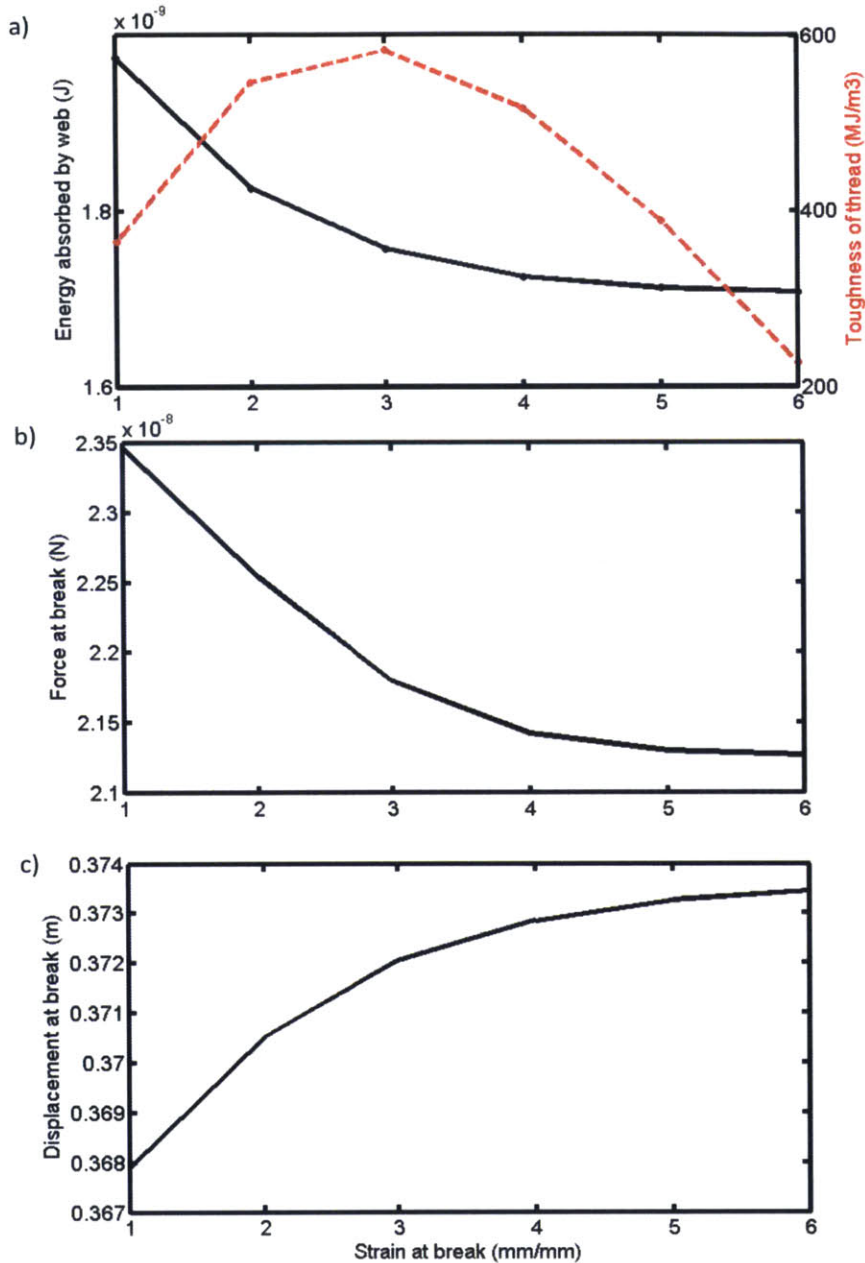 a)
x 10⁻⁹
600
400
200
1.8
1.6
Energy absorbed by web (J)
Toughness of thread (MJ/m3)
1 2 3 4 5 6
b)
x 10⁻⁸
2.35
2.3
2.25
2.2
2.15
2.1
Force at break (N)
1 2 3 4 5 6
c)
0.374
0.373
0.372
0.371
0.37
0.369
0.368
0.367
Displacement at break (m)
1 2 3 4 5 6
Strain at break (mm/mm)